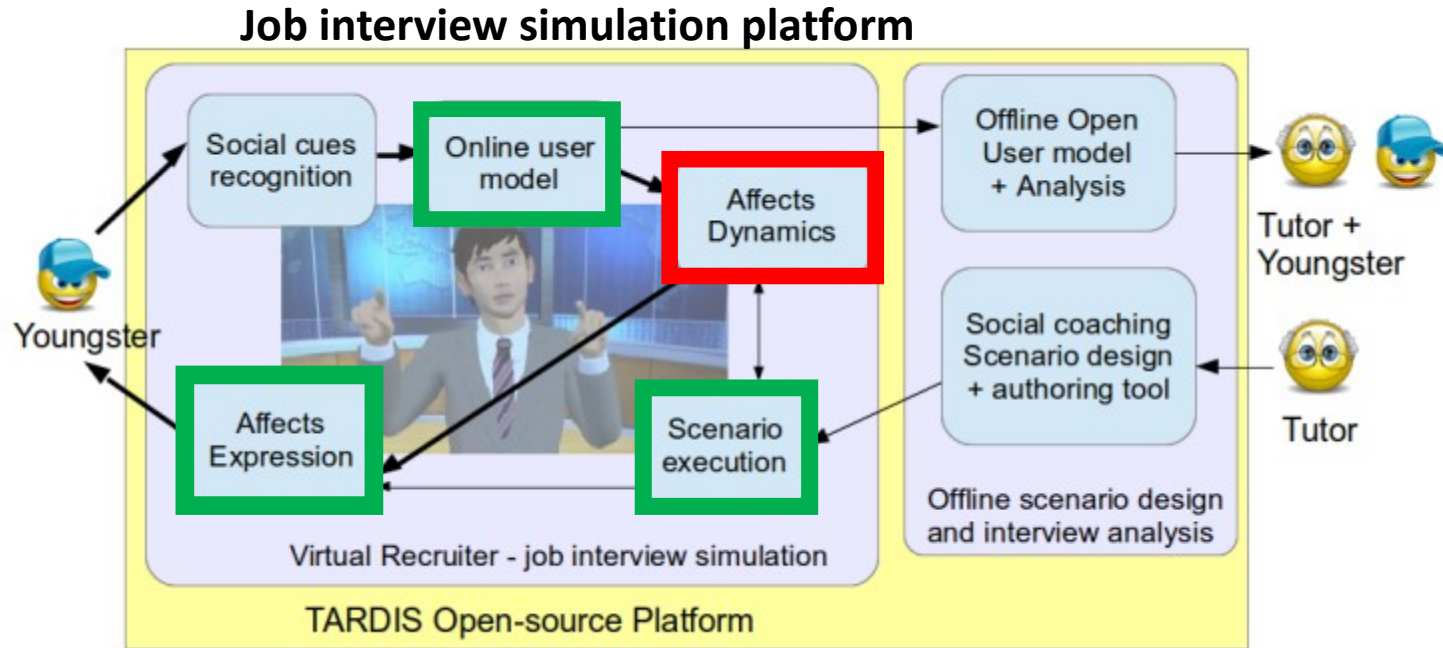 Job interview simulation platform
Social cues
recognition
Online user
model
Affects
Dynamics
Offline Open
User model
+ Analysis
Tutor +
Youngster
Youngster
Affects
Expression
Scenario
execution
Social coaching
Scenario design
+ authoring tool
Tutor
Offline scenario design
and interview analysis
Virtual Recruiter - job interview simulation
TARDIS Open-source Platform